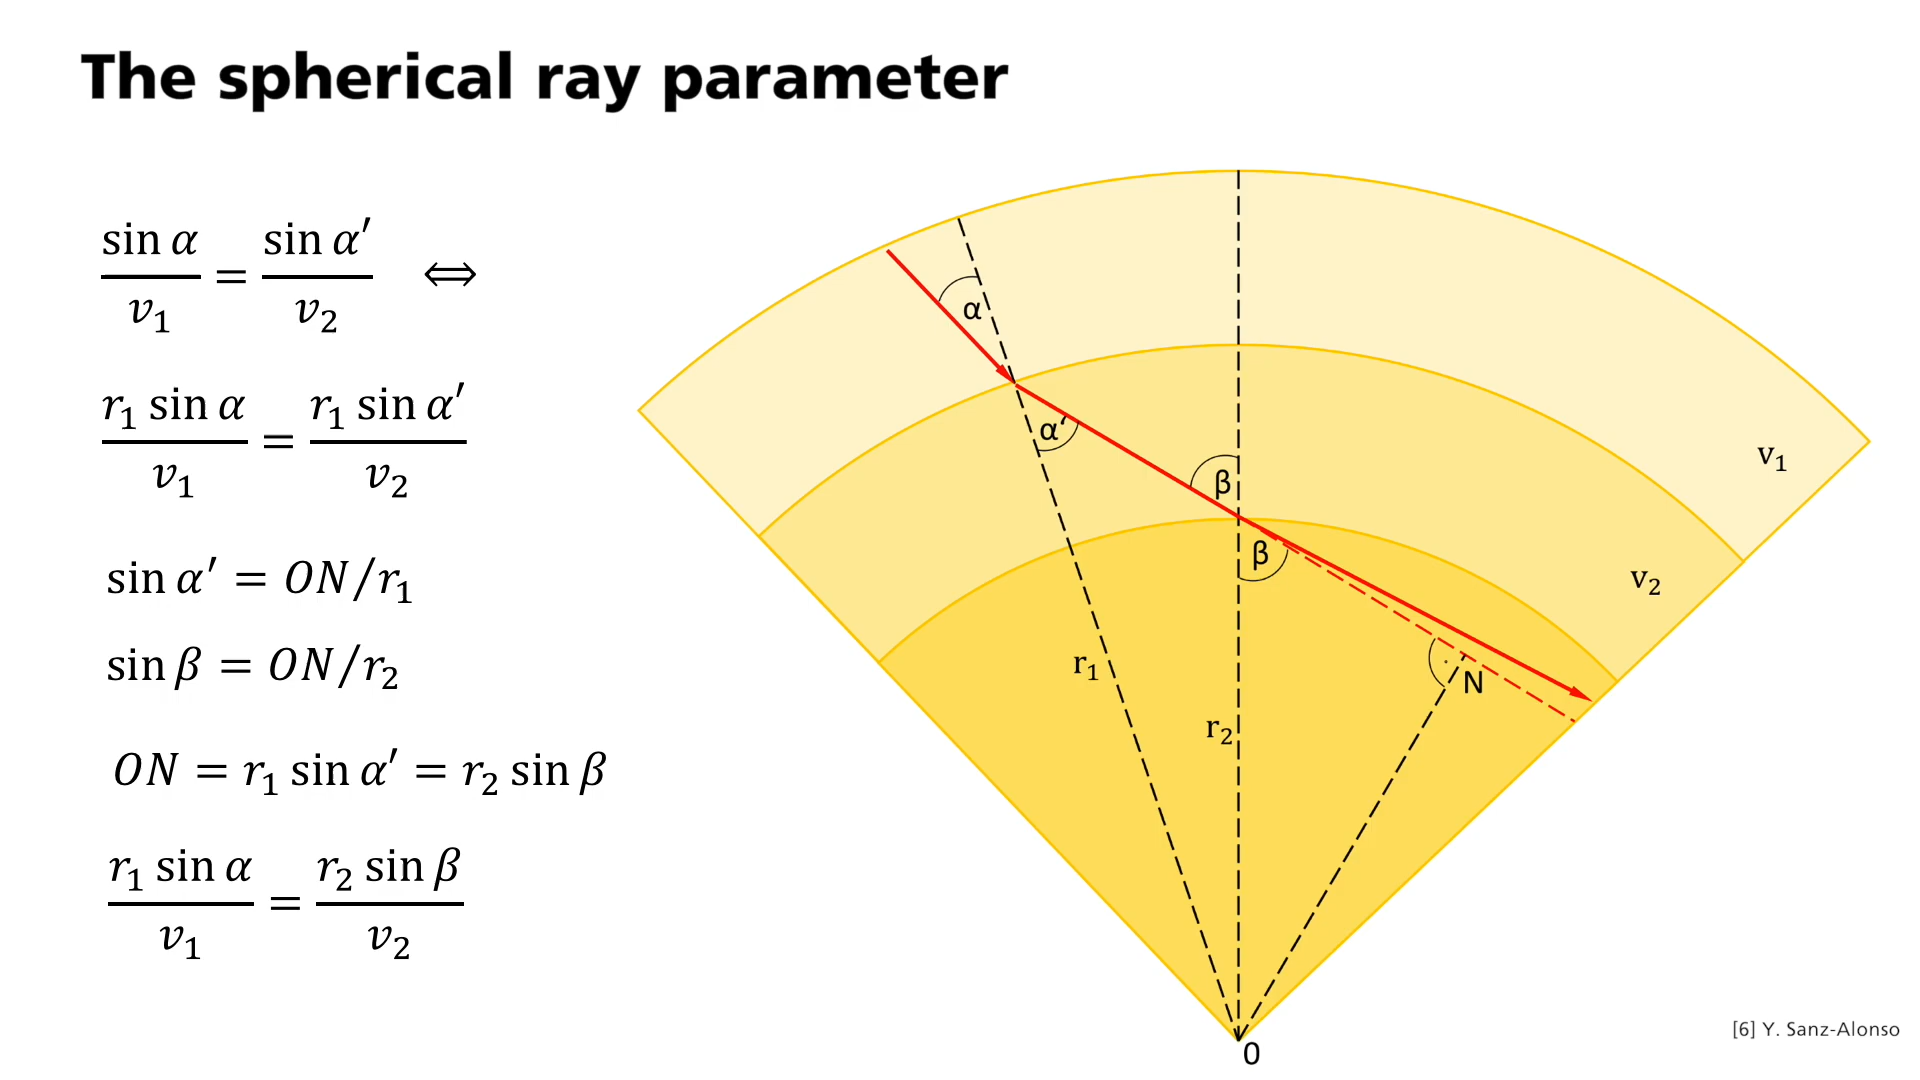 The spherical ray parameter
sin α / v₁ = sin α′ / v₂ ⟺
r₁ sin α / v₁ = r₁ sin α′ / v₂
sin α′ = ON/r₁
sin β = ON/r₂
ON = r₁ sin α′ = r₂ sin β
r₁ sin α / v₁ = r₂ sin β / v₂
α
α′
β
β
v₁
v₂
r₁
r₂
N
0
[6] Y. Sanz-Alonso